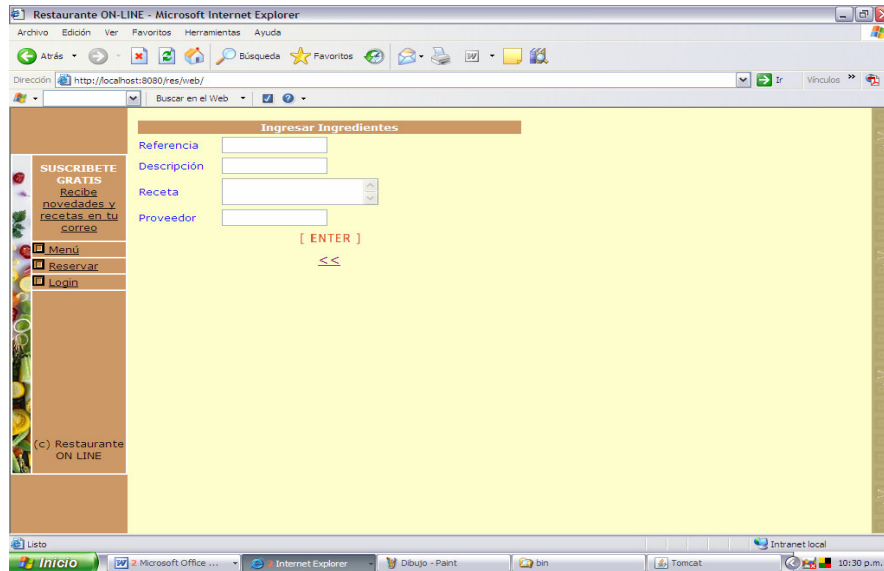 Restaurante ON-LINE - Microsoft Internet Explorer
Archivo Edición Ver Favoritos Herramientas Ayuda
Atrás Búsqueda Favoritos
Dirección http://localhost:8080/res/web/ Ir Vínculos »
Buscar en el Web
Ingresar Ingredientes
Referencia
Descripción
Receta
Proveedor
[ ENTER ]
<<
SUSCRIBETE
GRATIS
Recibe
novedades y
recetas en tu
correo
Menú
Reservar
Login
(c) Restaurante
ON LINE
Listo Intranet local
Inicio 2 Microsoft Office ... 2 Internet Explorer Dibujo - Paint bin Tomcat 10:30 p.m.